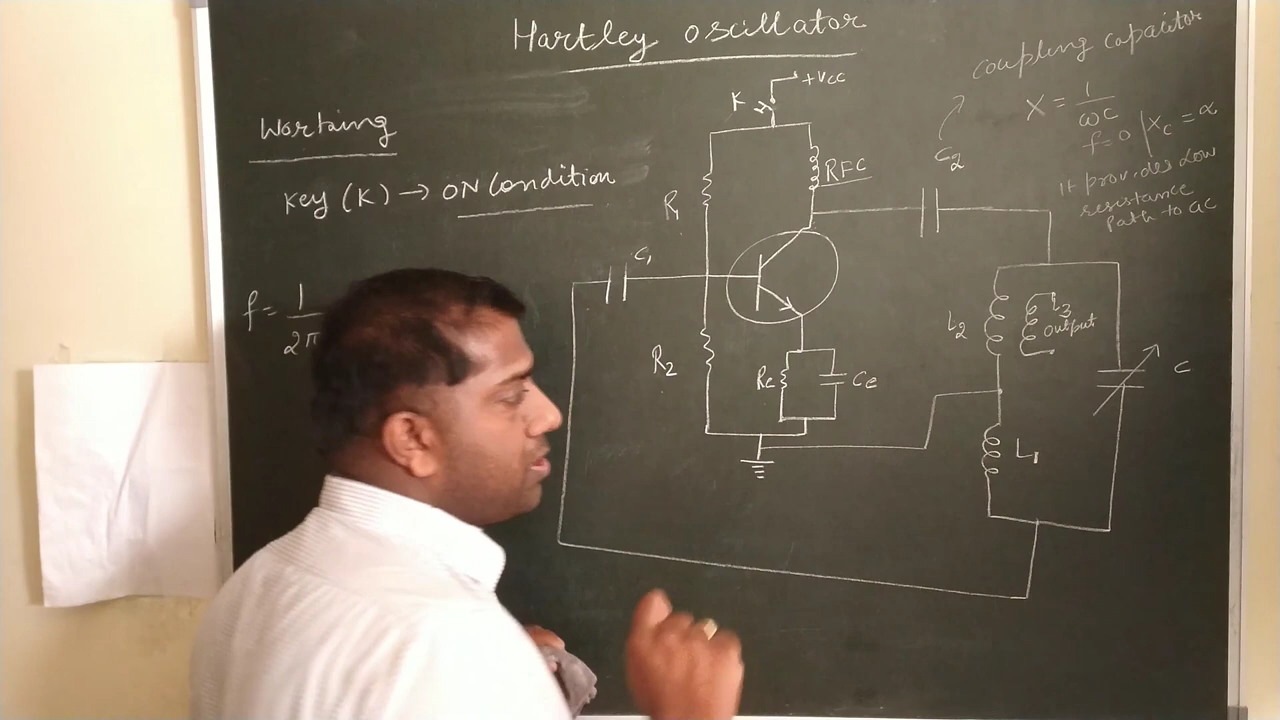 Hartley oscillator
Working
Key (K) → ON Condition
f = 1
2π
+Vcc
K
RFC
R1
C1
R2
Re
Ce
C2
coupling capacitor
X = 1
ωC
f=0 / Xc = α
it provides low
resistance
path to ac
L2
L3
output
L1
C